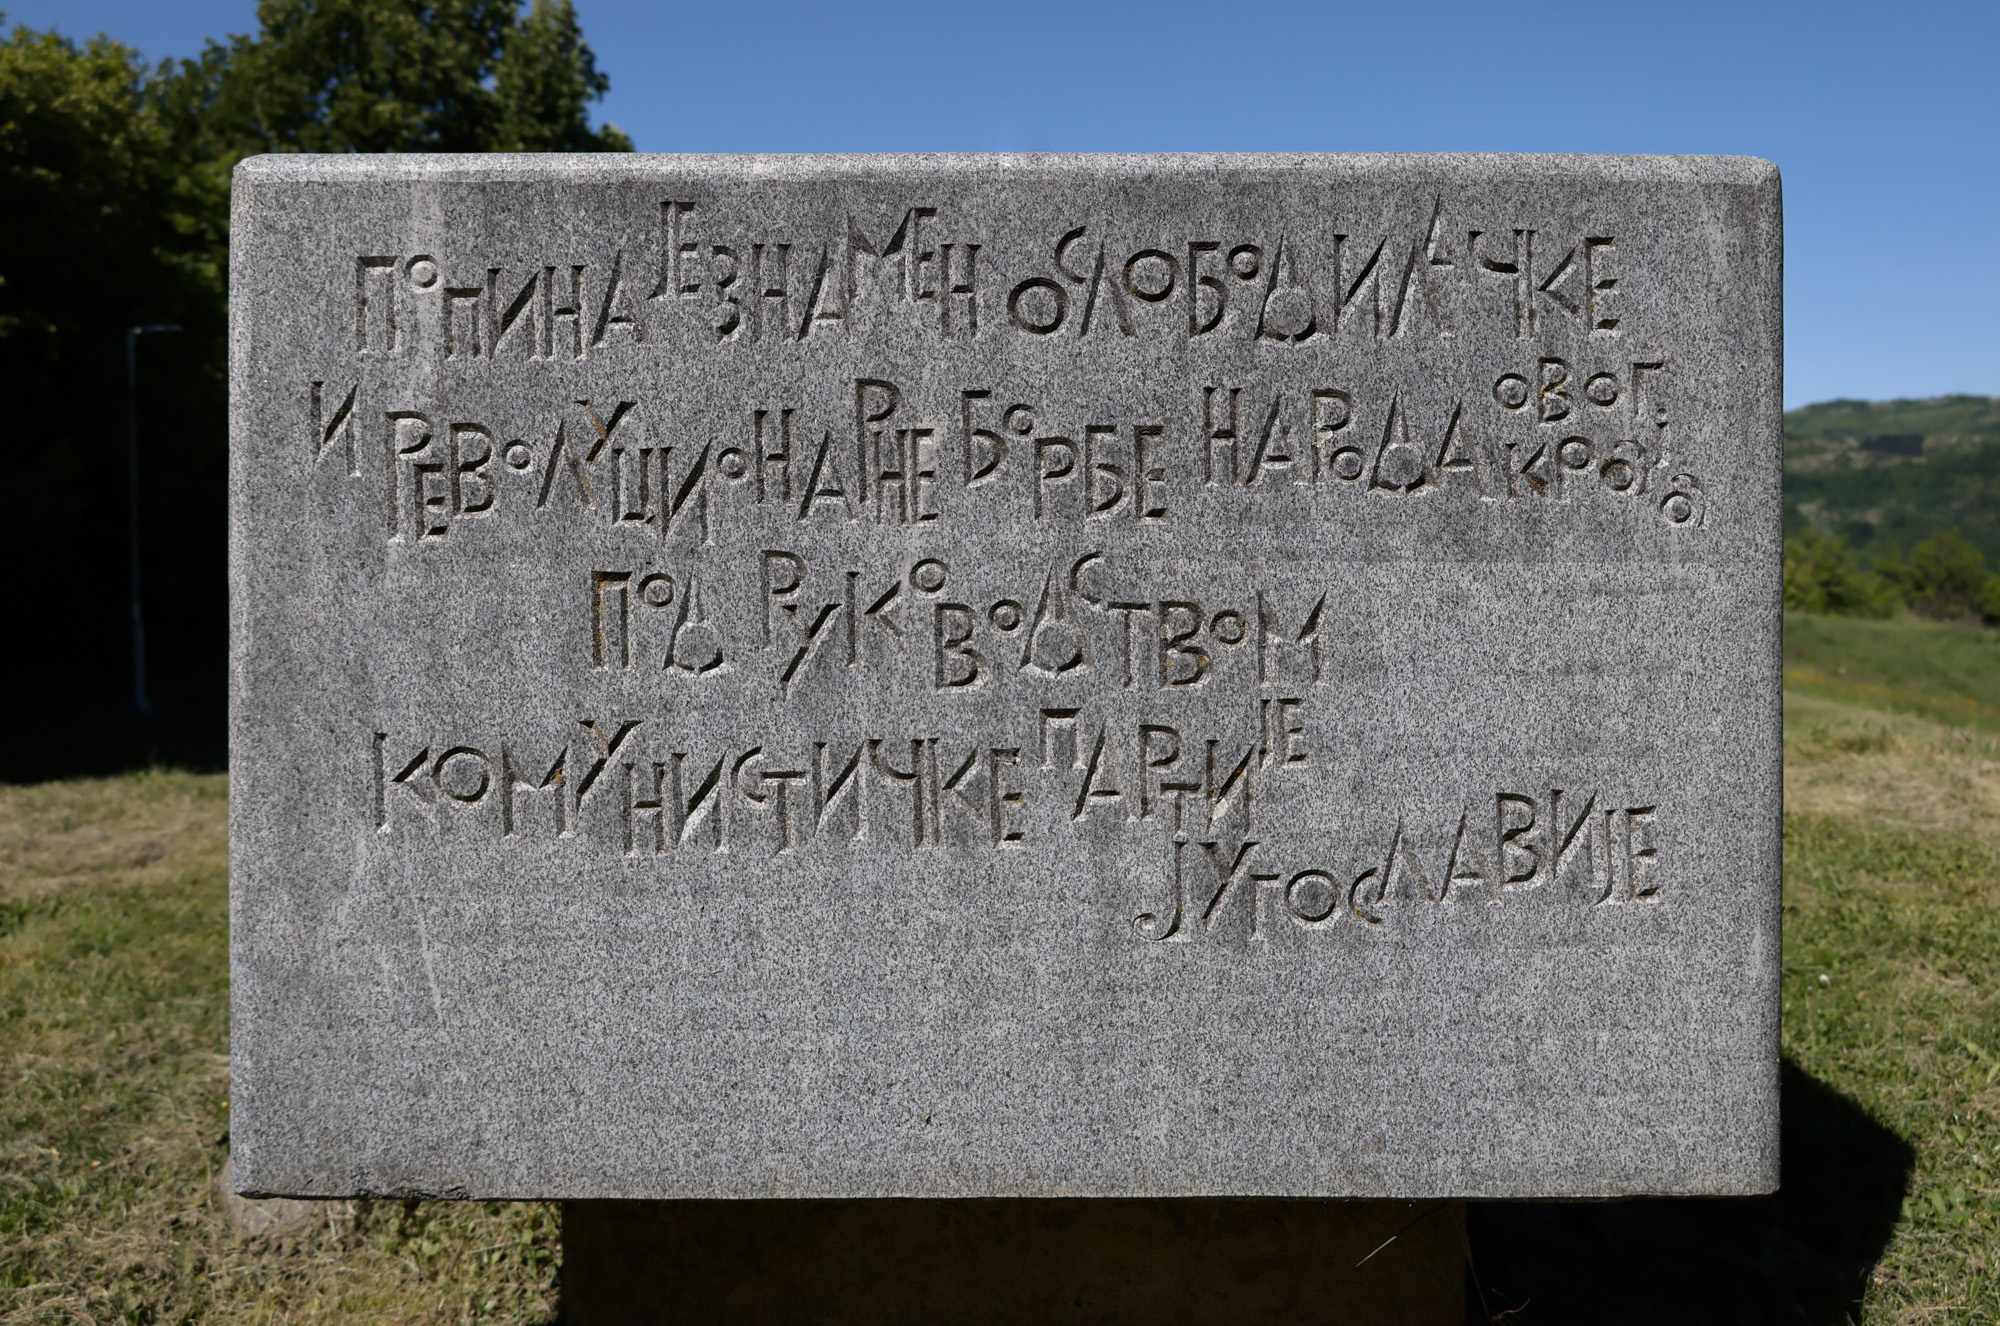 ПОПИНА ЈЕ ЗНАМЕН ОСЛОБОДИЛАЧКЕ
И РЕВОЛУЦИОНАРНЕ БОРБЕ НАРОДА ОВОГ КРАЈА
ПОД РУКОВОДСТВОМ
КОМУНИСТИЧКЕ ПАРТИЈЕ
ЈУГОСЛАВИЈЕ